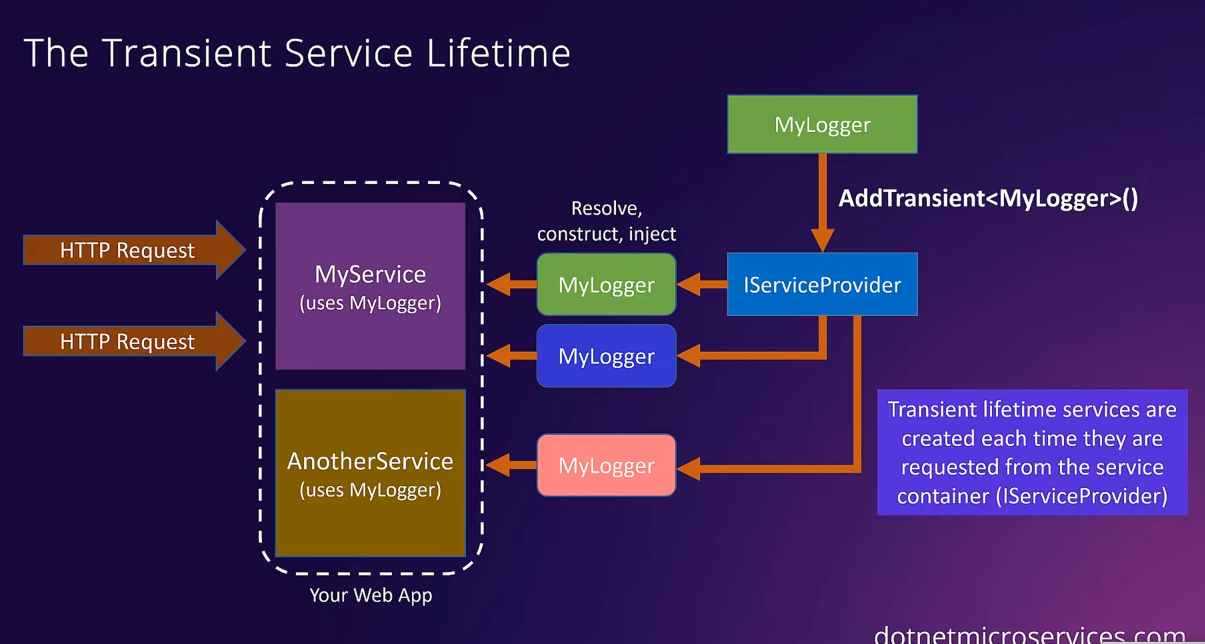 The Transient Service Lifetime
MyLogger
AddTransient<MyLogger>()
Resolve,
construct, inject
HTTP Request
MyService
(uses MyLogger)
MyLogger
IServiceProvider
HTTP Request
MyLogger
AnotherService
(uses MyLogger)
MyLogger
Transient lifetime services are
created each time they are
requested from the service
container (IServiceProvider)
Your Web App
dotnetmicroservices.com